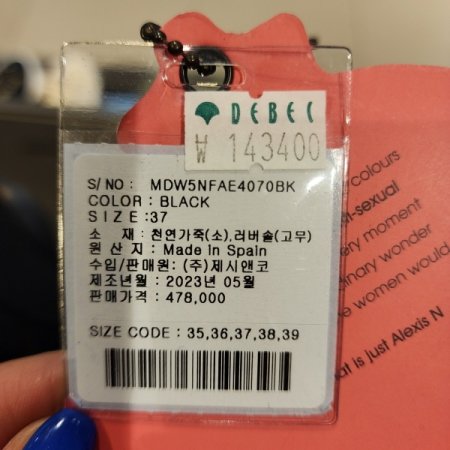 DEBEC
₩ 143400
S/NO : MDW5NFAE4070BK
COLOR : BLACK
SIZE :37
소 재 : 천연가죽(소),러버솔(고무)
원 산 지 : Made In Spain
수입/판매원: (주)제시앤코
제조년월 : 2023년 05월
판매가격 : 478,000
SIZE CODE : 35,36,37,38,39
colours
-sexual
ery moment
dinary wonder
e women would
at is just Alexis N